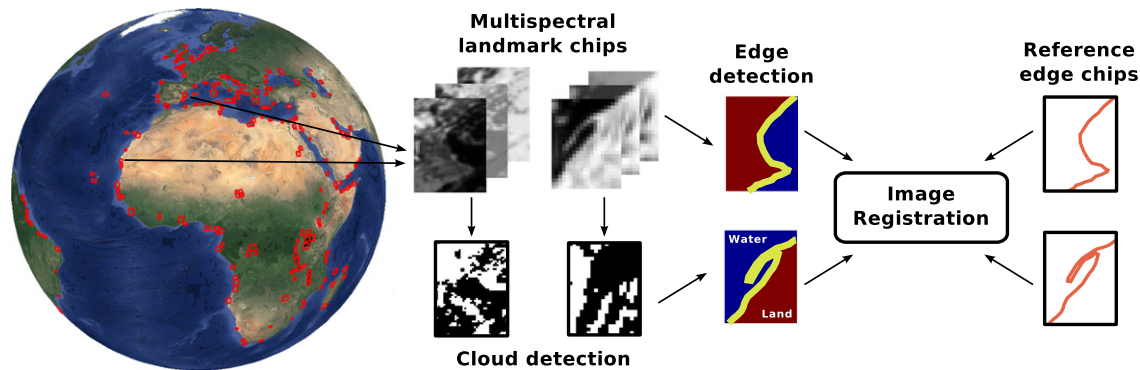 Multispectral
landmark chips
Edge
detection
Reference
edge chips
Image
Registration
Water
Land
Cloud detection